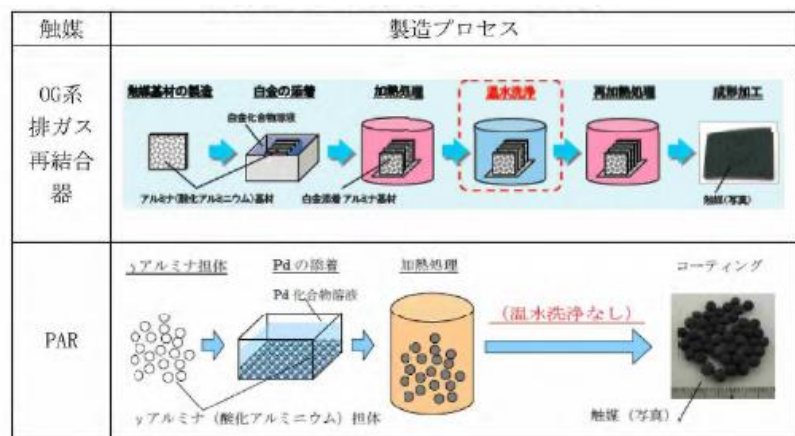 触媒
製造プロセス
OG系
排ガス
再結合
器
触媒基材の製造
白金の添着
加熱処理
温水洗浄
再加熱処理
成形加工
白金化合物溶液
アルミナ(酸化アルミニウム)基材
白金添着アルミナ基材
触媒(写真)
PAR
γアルミナ担体
Pdの添着
加熱処理
コーティング
Pd化合物溶液
(温水洗浄なし)
γアルミナ(酸化アルミニウム)担体
触媒(写真)